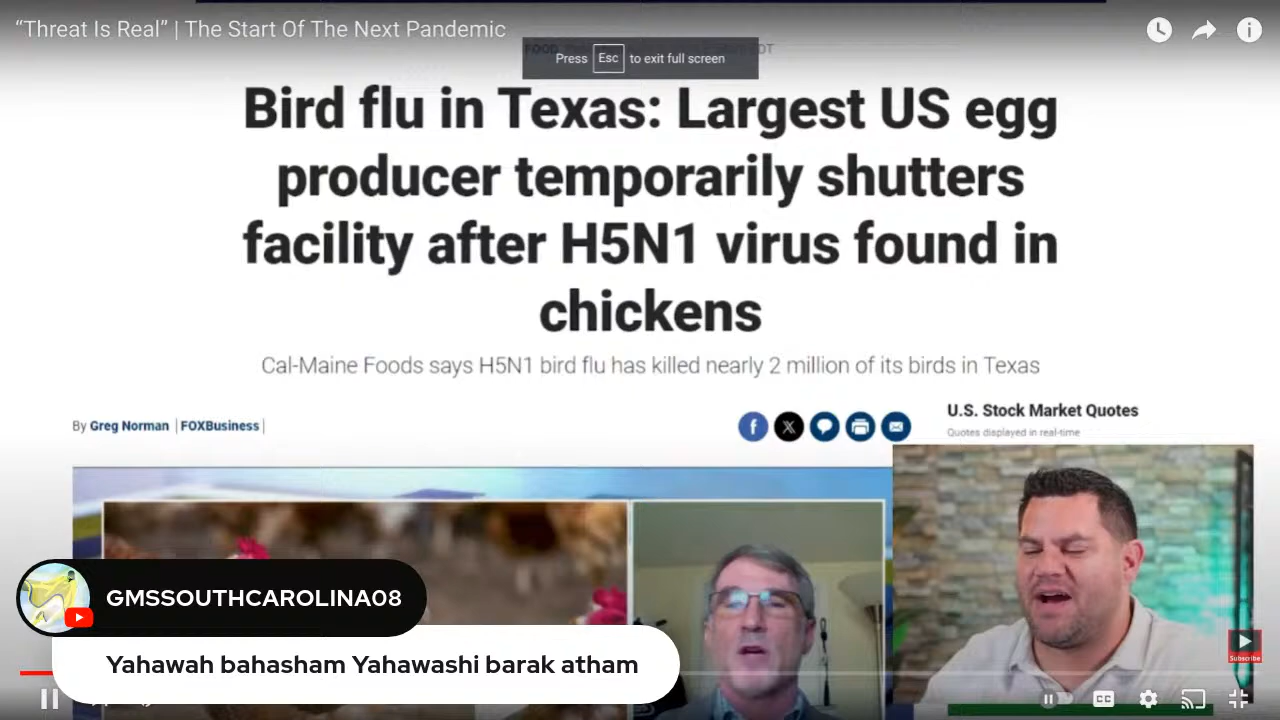 “Threat Is Real” | The Start Of The Next Pandemic
Press Esc to exit full screen
Bird flu in Texas: Largest US egg
producer temporarily shutters
facility after H5N1 virus found in
chickens
Cal-Maine Foods says H5N1 bird flu has killed nearly 2 million of its birds in Texas
By Greg Norman | FOXBusiness |
U.S. Stock Market Quotes
Quotes displayed in real-time
GMSSOUTHCAROLINA08
Yahawah bahasham Yahawashi barak atham
Subscribe
CC